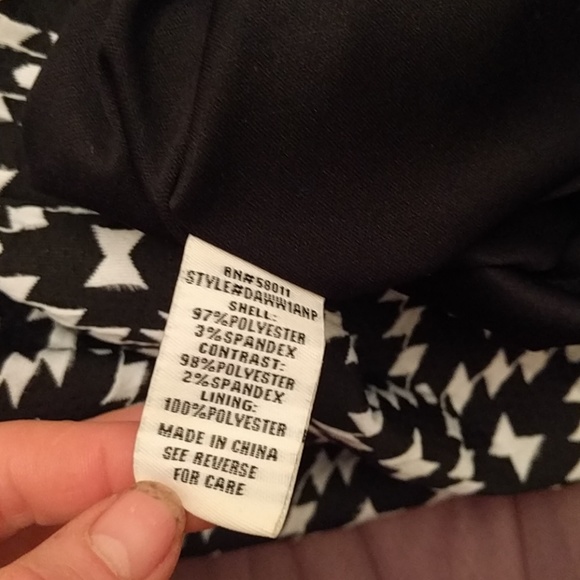 RN#58011
STYLE#DAWW1ANP
SHELL:
97%POLYESTER
3%SPANDEX
CONTRAST:
98%POLYESTER
2%SPANDEX
LINING:
100%POLYESTER
MADE IN CHINA
SEE REVERSE
FOR CARE